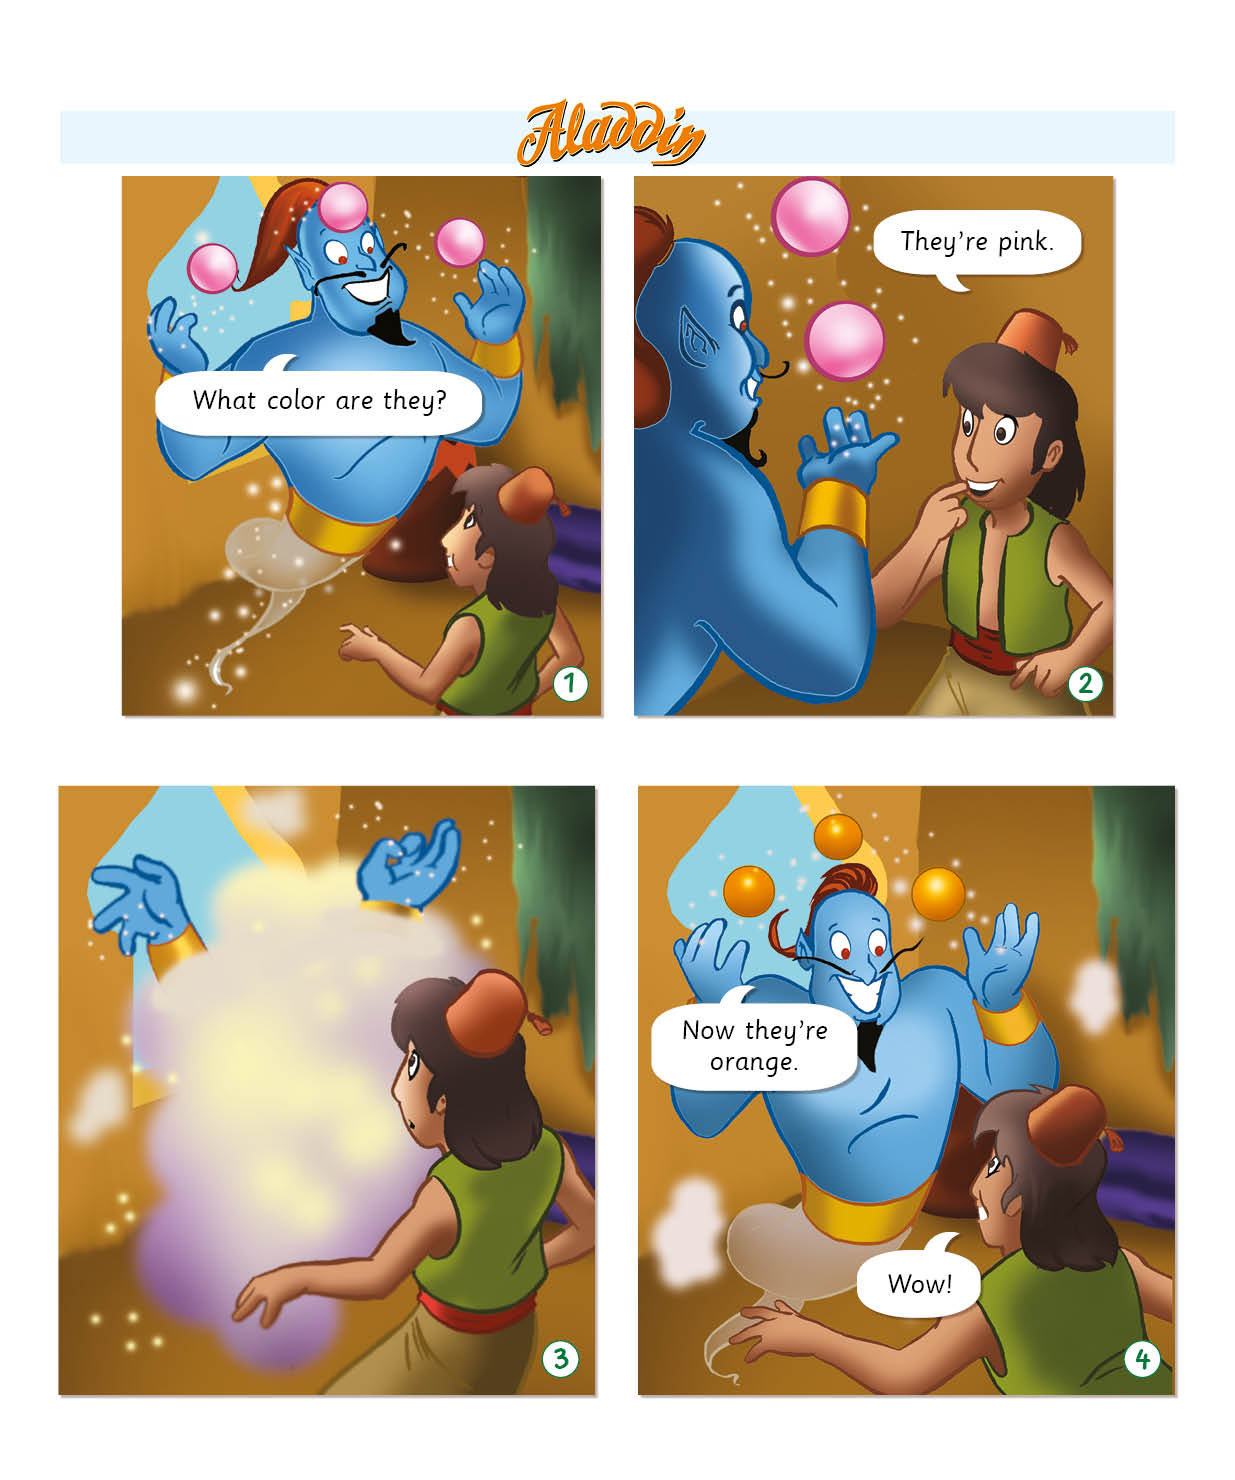 Aladdin
What color are they?
1
They're pink.
2
3
Now they're
orange.
Wow!
4